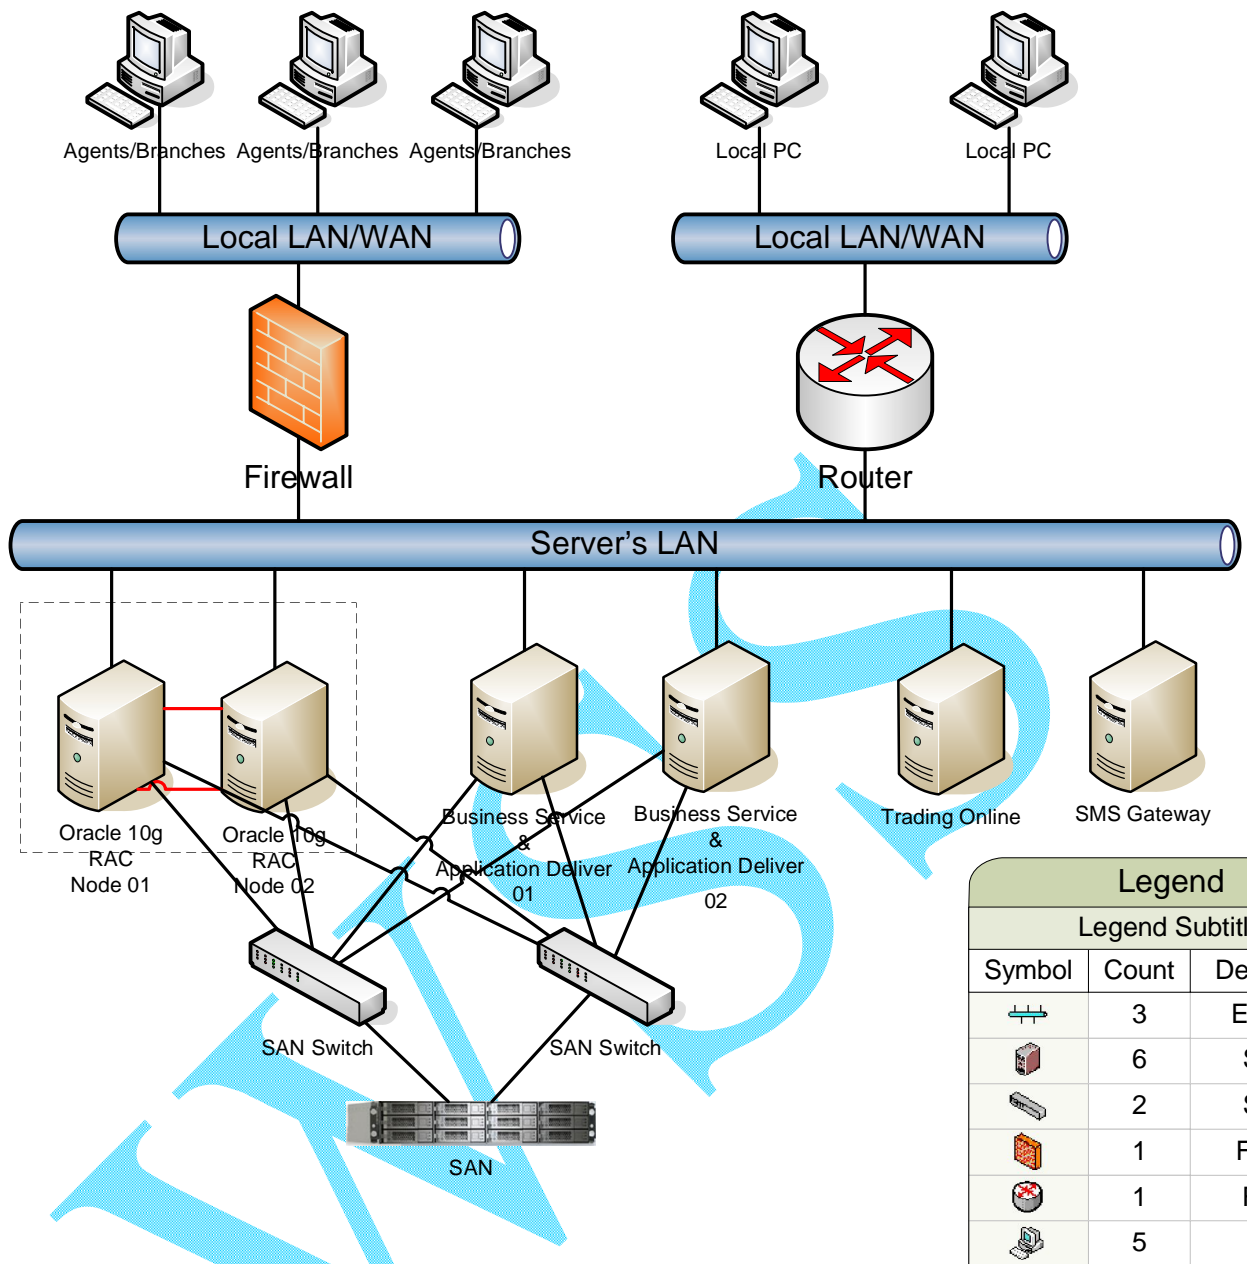 Agents/Branches
Agents/Branches
Agents/Branches
Local PC
Local PC
Local LAN/WAN
Local LAN/WAN
Firewall
Router
Server's LAN
Oracle 10g
RAC
Node 01
Oracle 10g
RAC
Node 02
Business Service
&
Application Deliver
01
Business Service
&
Application Deliver
02
Trading Online
SMS Gateway
SAN Switch
SAN Switch
SAN
Legend
Legend Subtitl
Symbol Count De
3 E
6 S
2 S
1 F
1
5